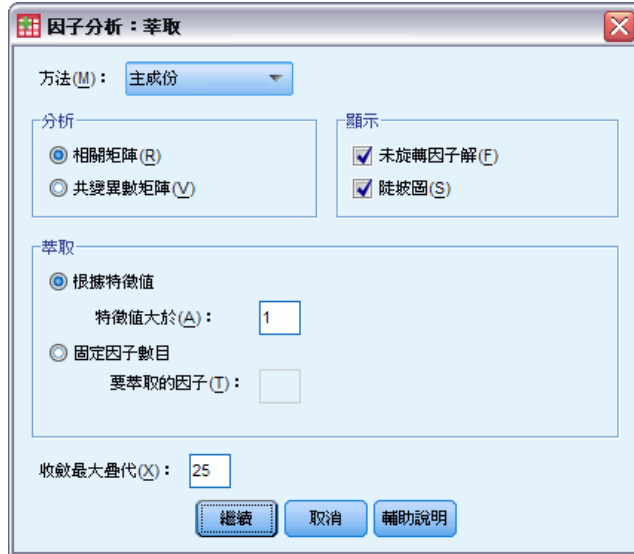 因子分析：萃取
方法(M)： 主成份
分析
相關矩陣(R)
共變異數矩陣(V)
顯示
未旋轉因子解(F)
陡坡圖(S)
萃取
根據特徵值
特徵值大於(A)： 1
固定因子數目
要萃取的因子(T)：
收斂最大疊代(X)： 25
繼續 取消 輔助說明